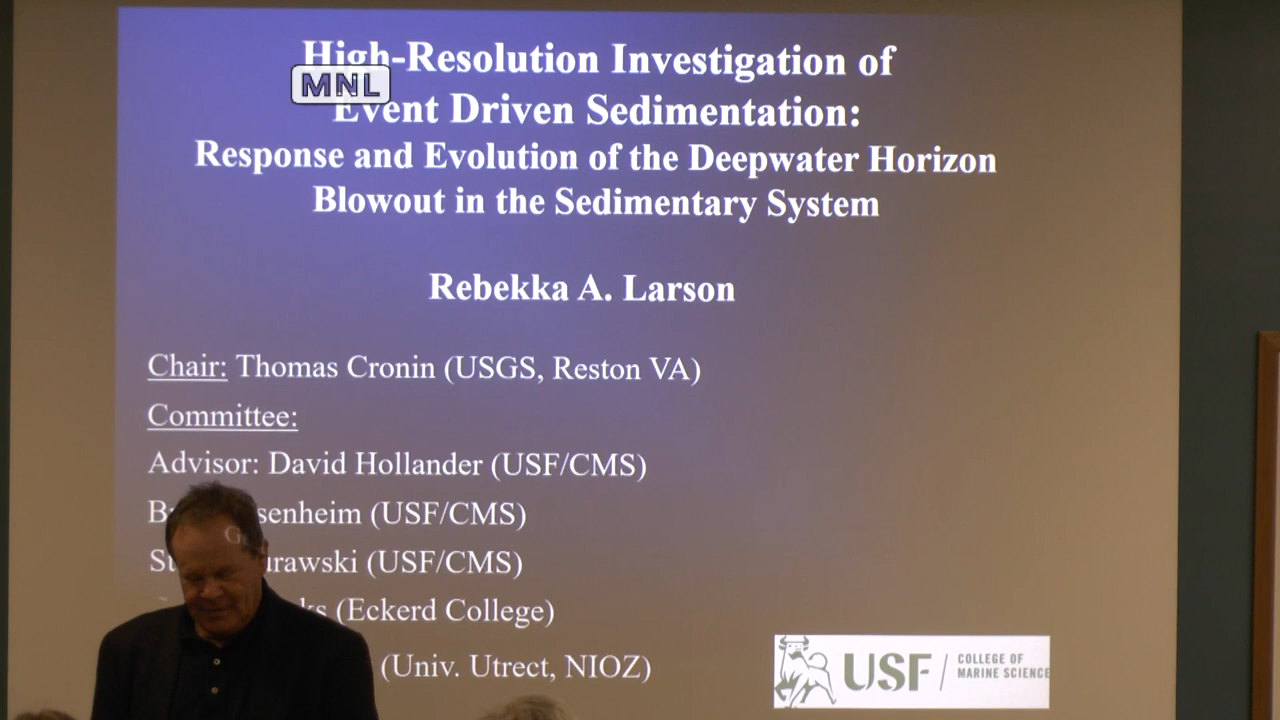 High-Resolution Investigation of
MNL
Event Driven Sedimentation:
Response and Evolution of the Deepwater Horizon
Blowout in the Sedimentary System
Rebekka A. Larson
Chair: Thomas Cronin (USGS, Reston VA)
Committee:
Advisor: David Hollander (USF/CMS)
(USF/CMS)
(USF/CMS)
(Eckerd College)
(Univ. Utrect, NIOZ)
USF
COLLEGE OF
MARINE SCIENCE